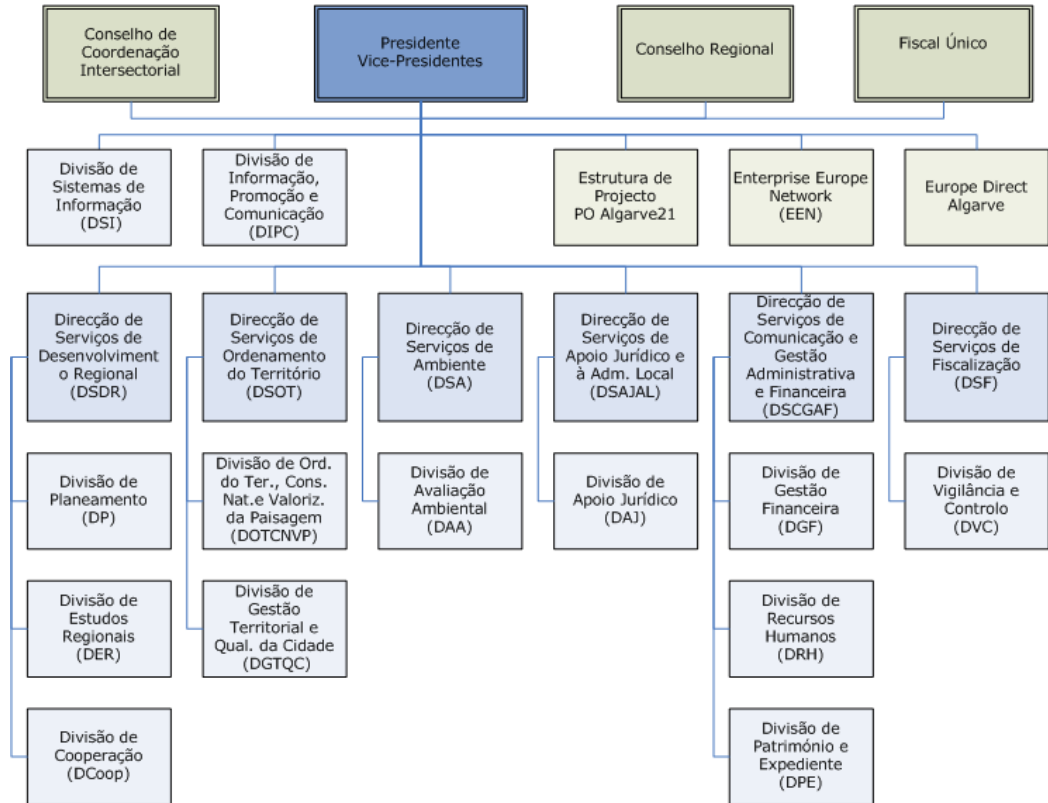 Conselho de
Coordenação
Intersectorial
Presidente
Vice-Presidentes
Conselho Regional
Fiscal Único
Divisão de
Sistemas de
Informação
(DSI)
Divisão de
Informação,
Promoção e
Comunicação
(DIPC)
Estrutura de
Projecto
PO Algarve21
Enterprise Europe
Network
(EEN)
Europe Direct
Algarve
Direcção de
Serviços de
Desenvolviment
o Regional
(DSDR)
Direcção de
Serviços de
Ordenamento
do Território
(DSOT)
Direcção de
Serviços de
Ambiente
(DSA)
Direcção de
Serviços de
Apoio Jurídico e
à Adm. Local
(DSAJAL)
Direcção de
Serviços de
Comunicação e
Gestão
Administrativa
e Financeira
(DSCGAF)
Direcção de
Serviços de
Fiscalização
(DSF)
Divisão de
Planeamento
(DP)
Divisão de Ord.
do Ter., Cons.
Nat.e Valoriz.
da Paisagem
(DOTCNVP)
Divisão de
Avaliação
Ambiental
(DAA)
Divisão de
Apoio Jurídico
(DAJ)
Divisão de
Gestão
Financeira
(DGF)
Divisão de
Vigilância e
Controlo
(DVC)
Divisão de
Estudos
Regionais
(DER)
Divisão de
Gestão
Territorial e
Qual. da Cidade
(DGTQC)
Divisão de
Recursos
Humanos
(DRH)
Divisão de
Cooperação
(DCoop)
Divisão de
Património e
Expediente
(DPE)